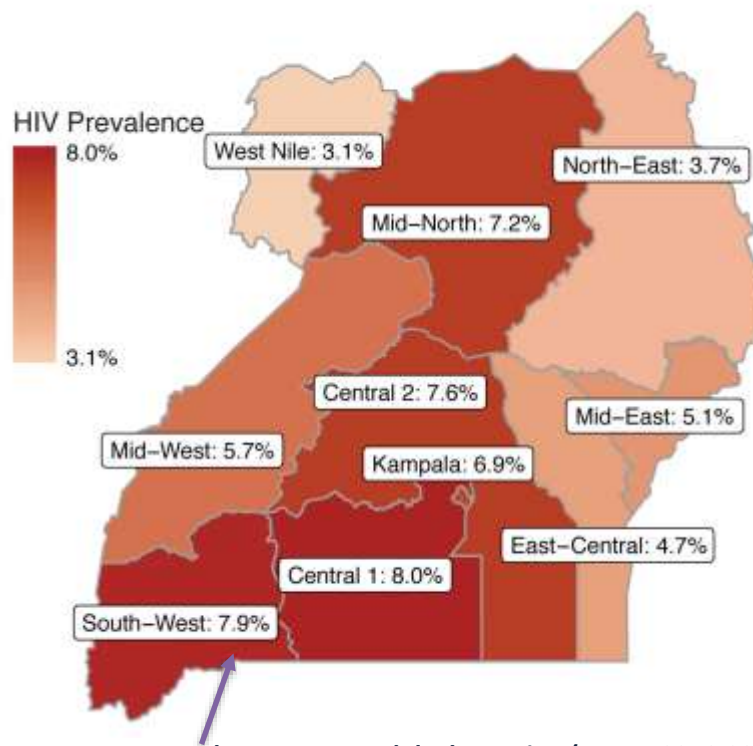 HIV Prevalence
8.0%
3.1%
West Nile: 3.1%
North-East: 3.7%
Mid-North: 7.2%
Central 2: 7.6%
Mid-East: 5.1%
Mid-West: 5.7%
Kampala: 6.9%
East-Central: 4.7%
Central 1: 8.0%
South-West: 7.9%